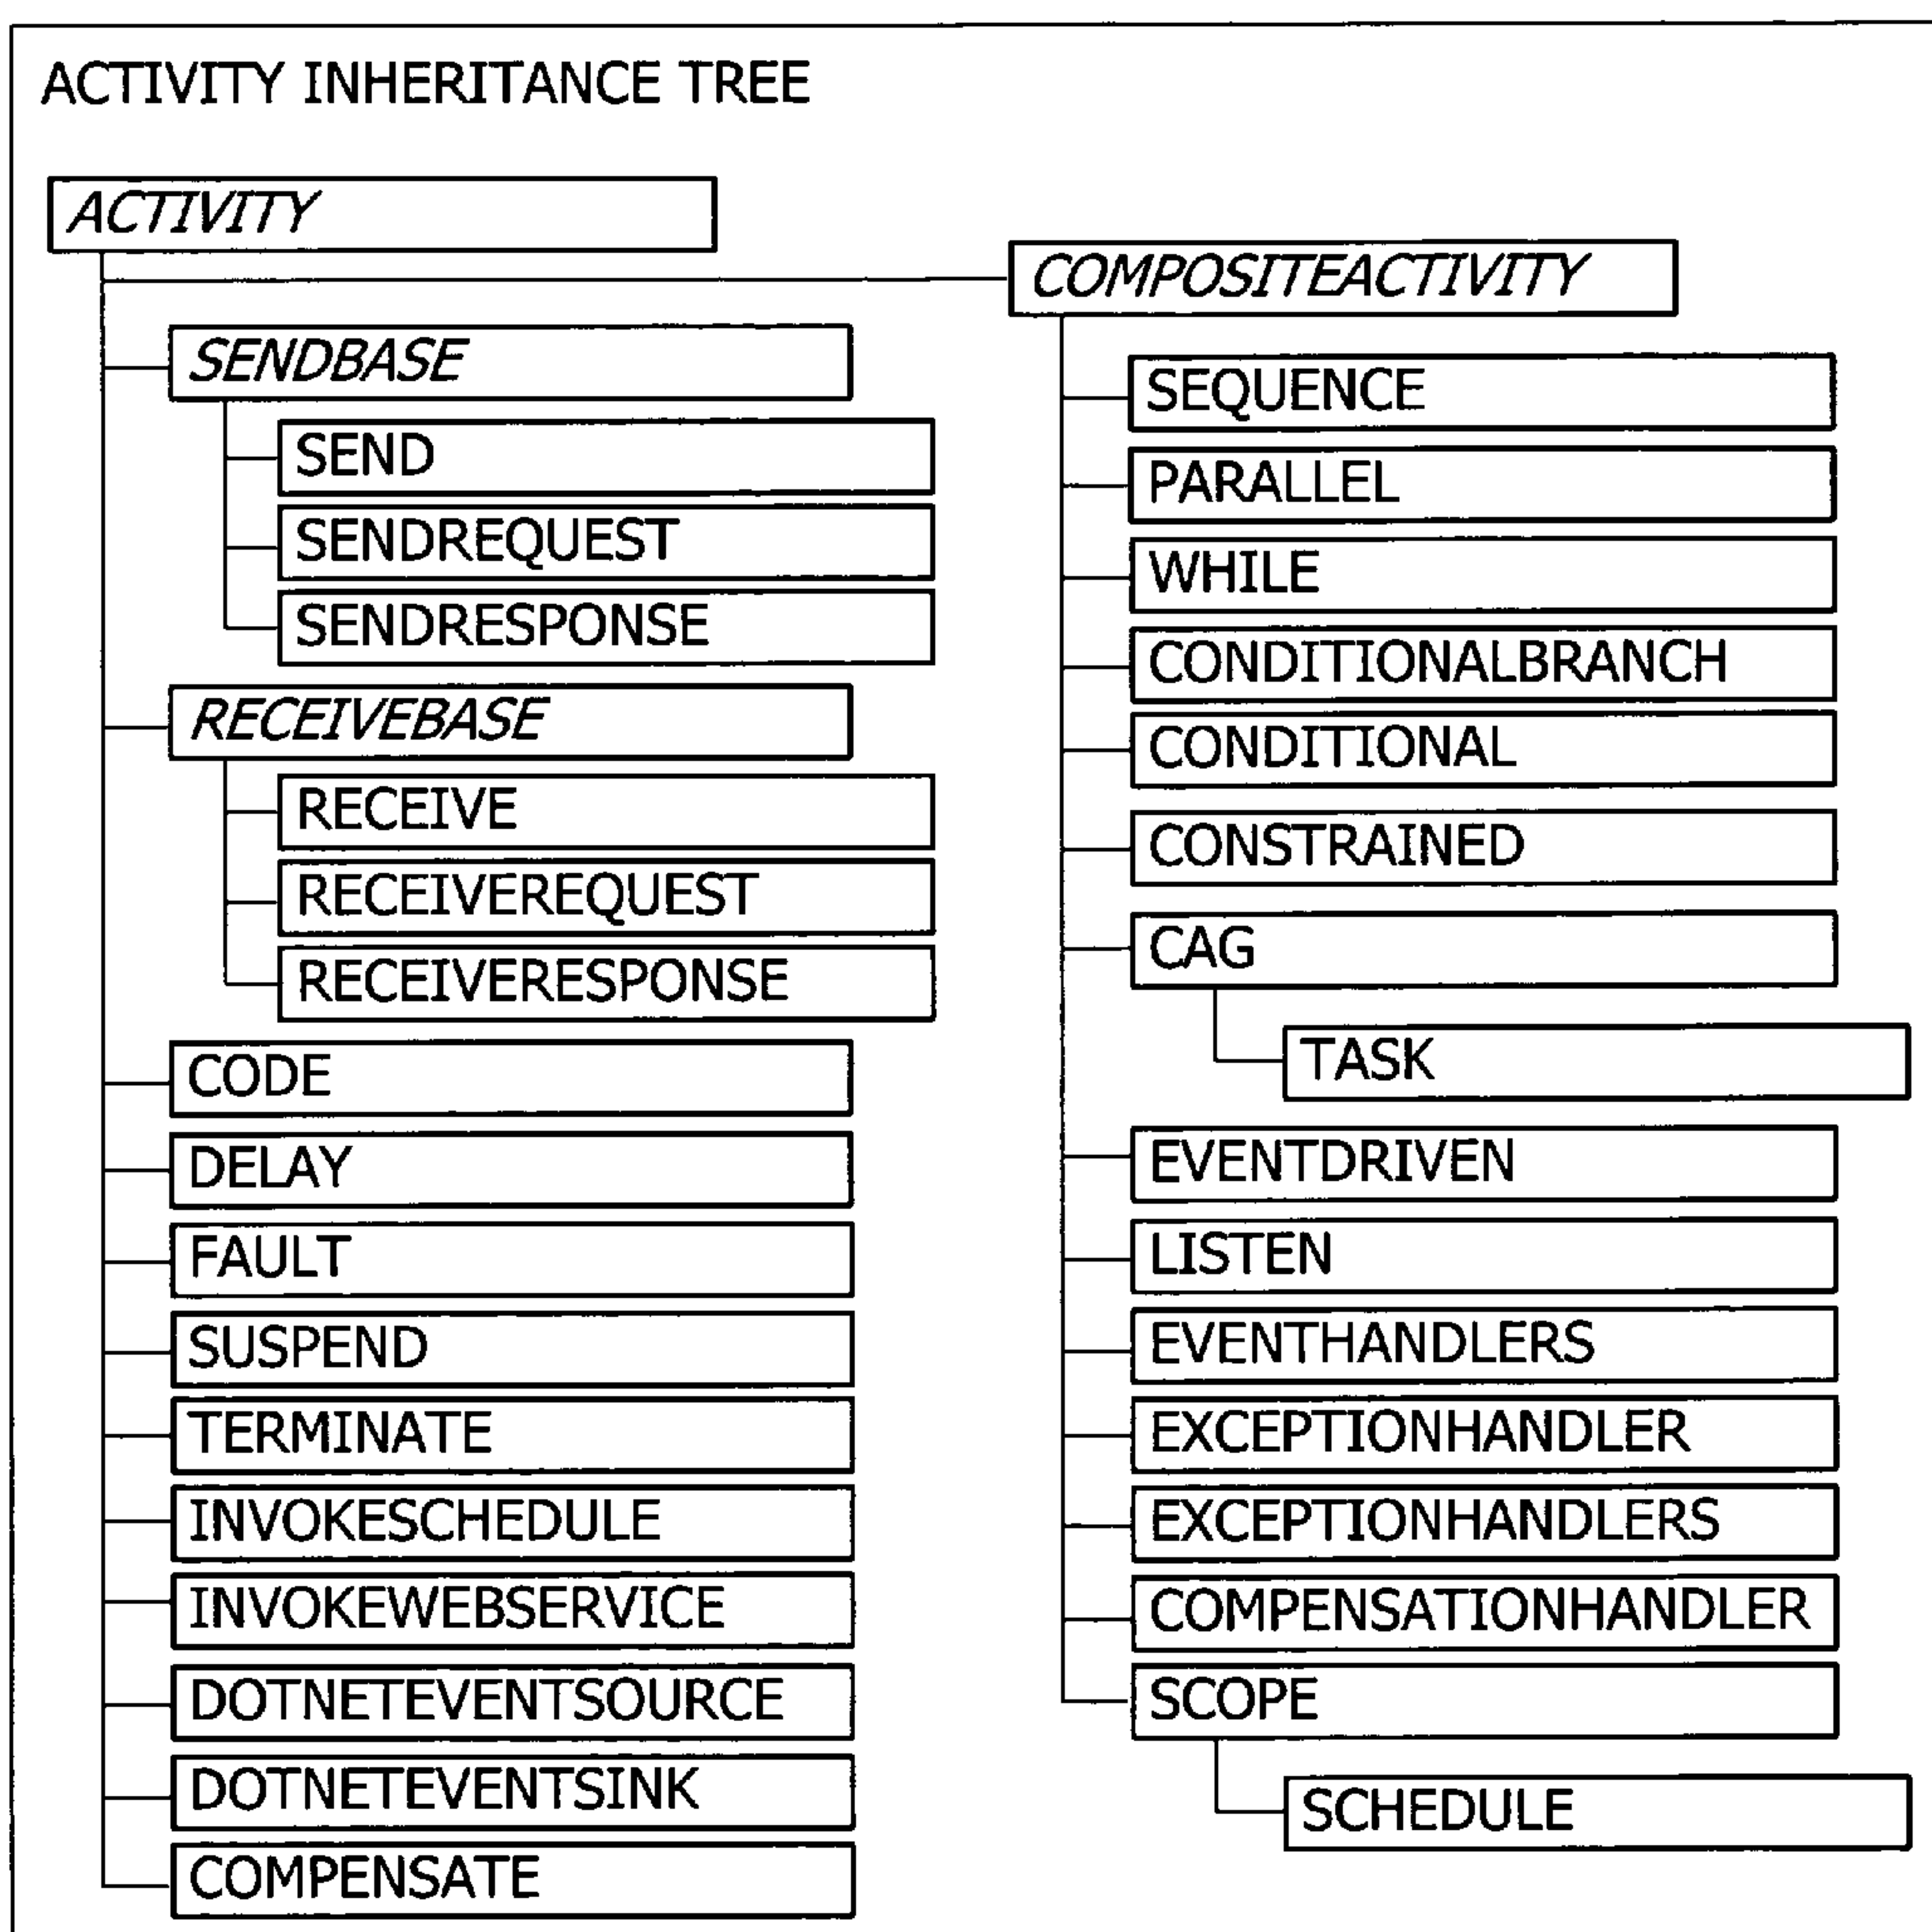 ACTIVITY INHERITANCE TREE
ACTIVITY
SENDBASE
SEND
SENDREQUEST
SENDRESPONSE
RECEIVEBASE
RECEIVE
RECEIVEREQUEST
RECEIVERESPONSE
CODE
DELAY
FAULT
SUSPEND
TERMINATE
INVOKESCHEDULE
INVOKEWEBSERVICE
DOTNETEVENTSOURCE
DOTNETEVENTSINK
COMPENSATE
COMPOSITEACTIVITY
SEQUENCE
PARALLEL
WHILE
CONDITIONALBRANCH
CONDITIONAL
CONSTRAINED
CAG
TASK
EVENTDRIVEN
LISTEN
EVENTHANDLERS
EXCEPTIONHANDLER
EXCEPTIONHANDLERS
COMPENSATIONHANDLER
SCOPE
SCHEDULE